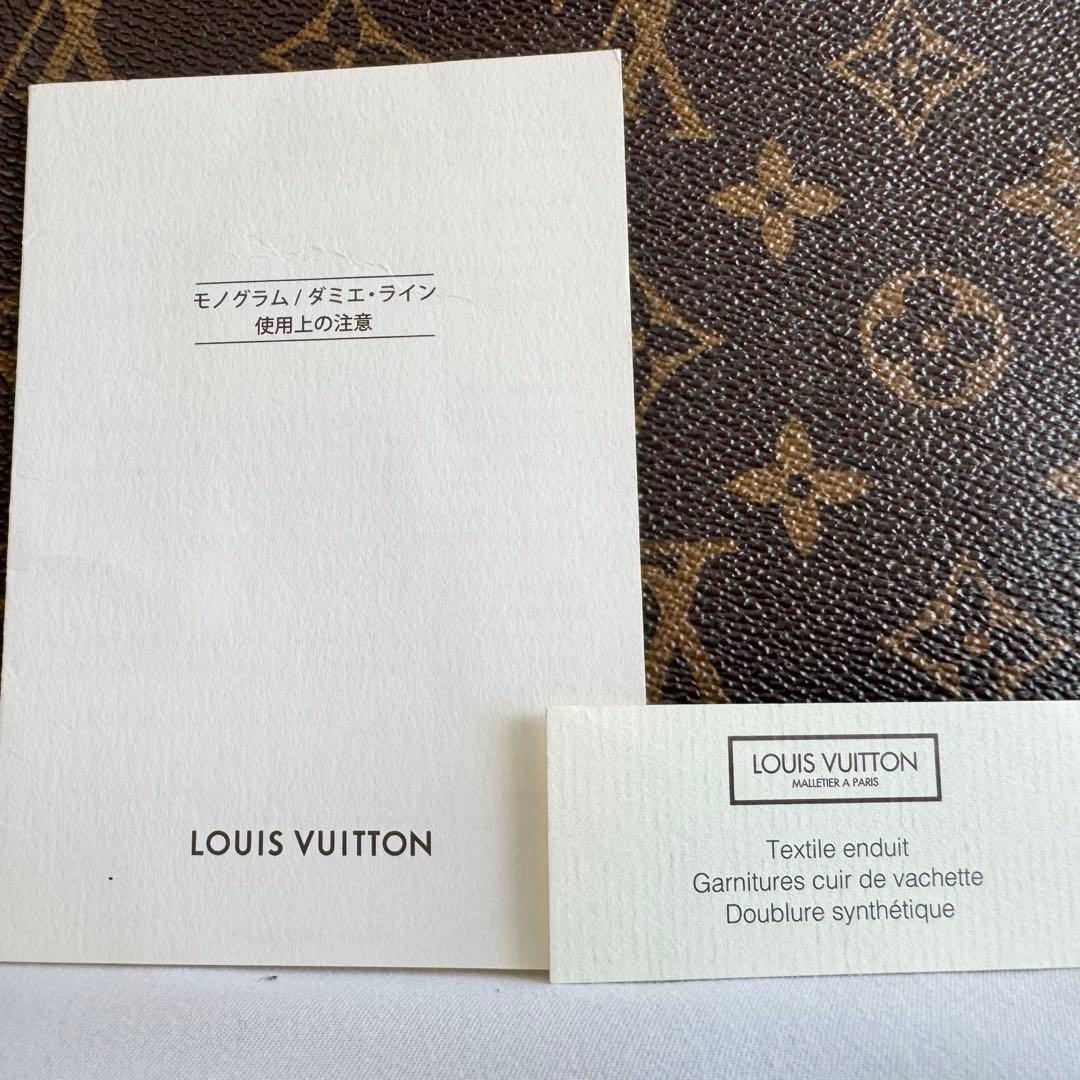 モノグラム / ダミエ・ライン
使用上の注意
LOUIS VUITTON
LOUIS VUITTON
MALLETIER A PARIS
Textile enduit
Garnitures cuir de vachette
Doublure synthétique